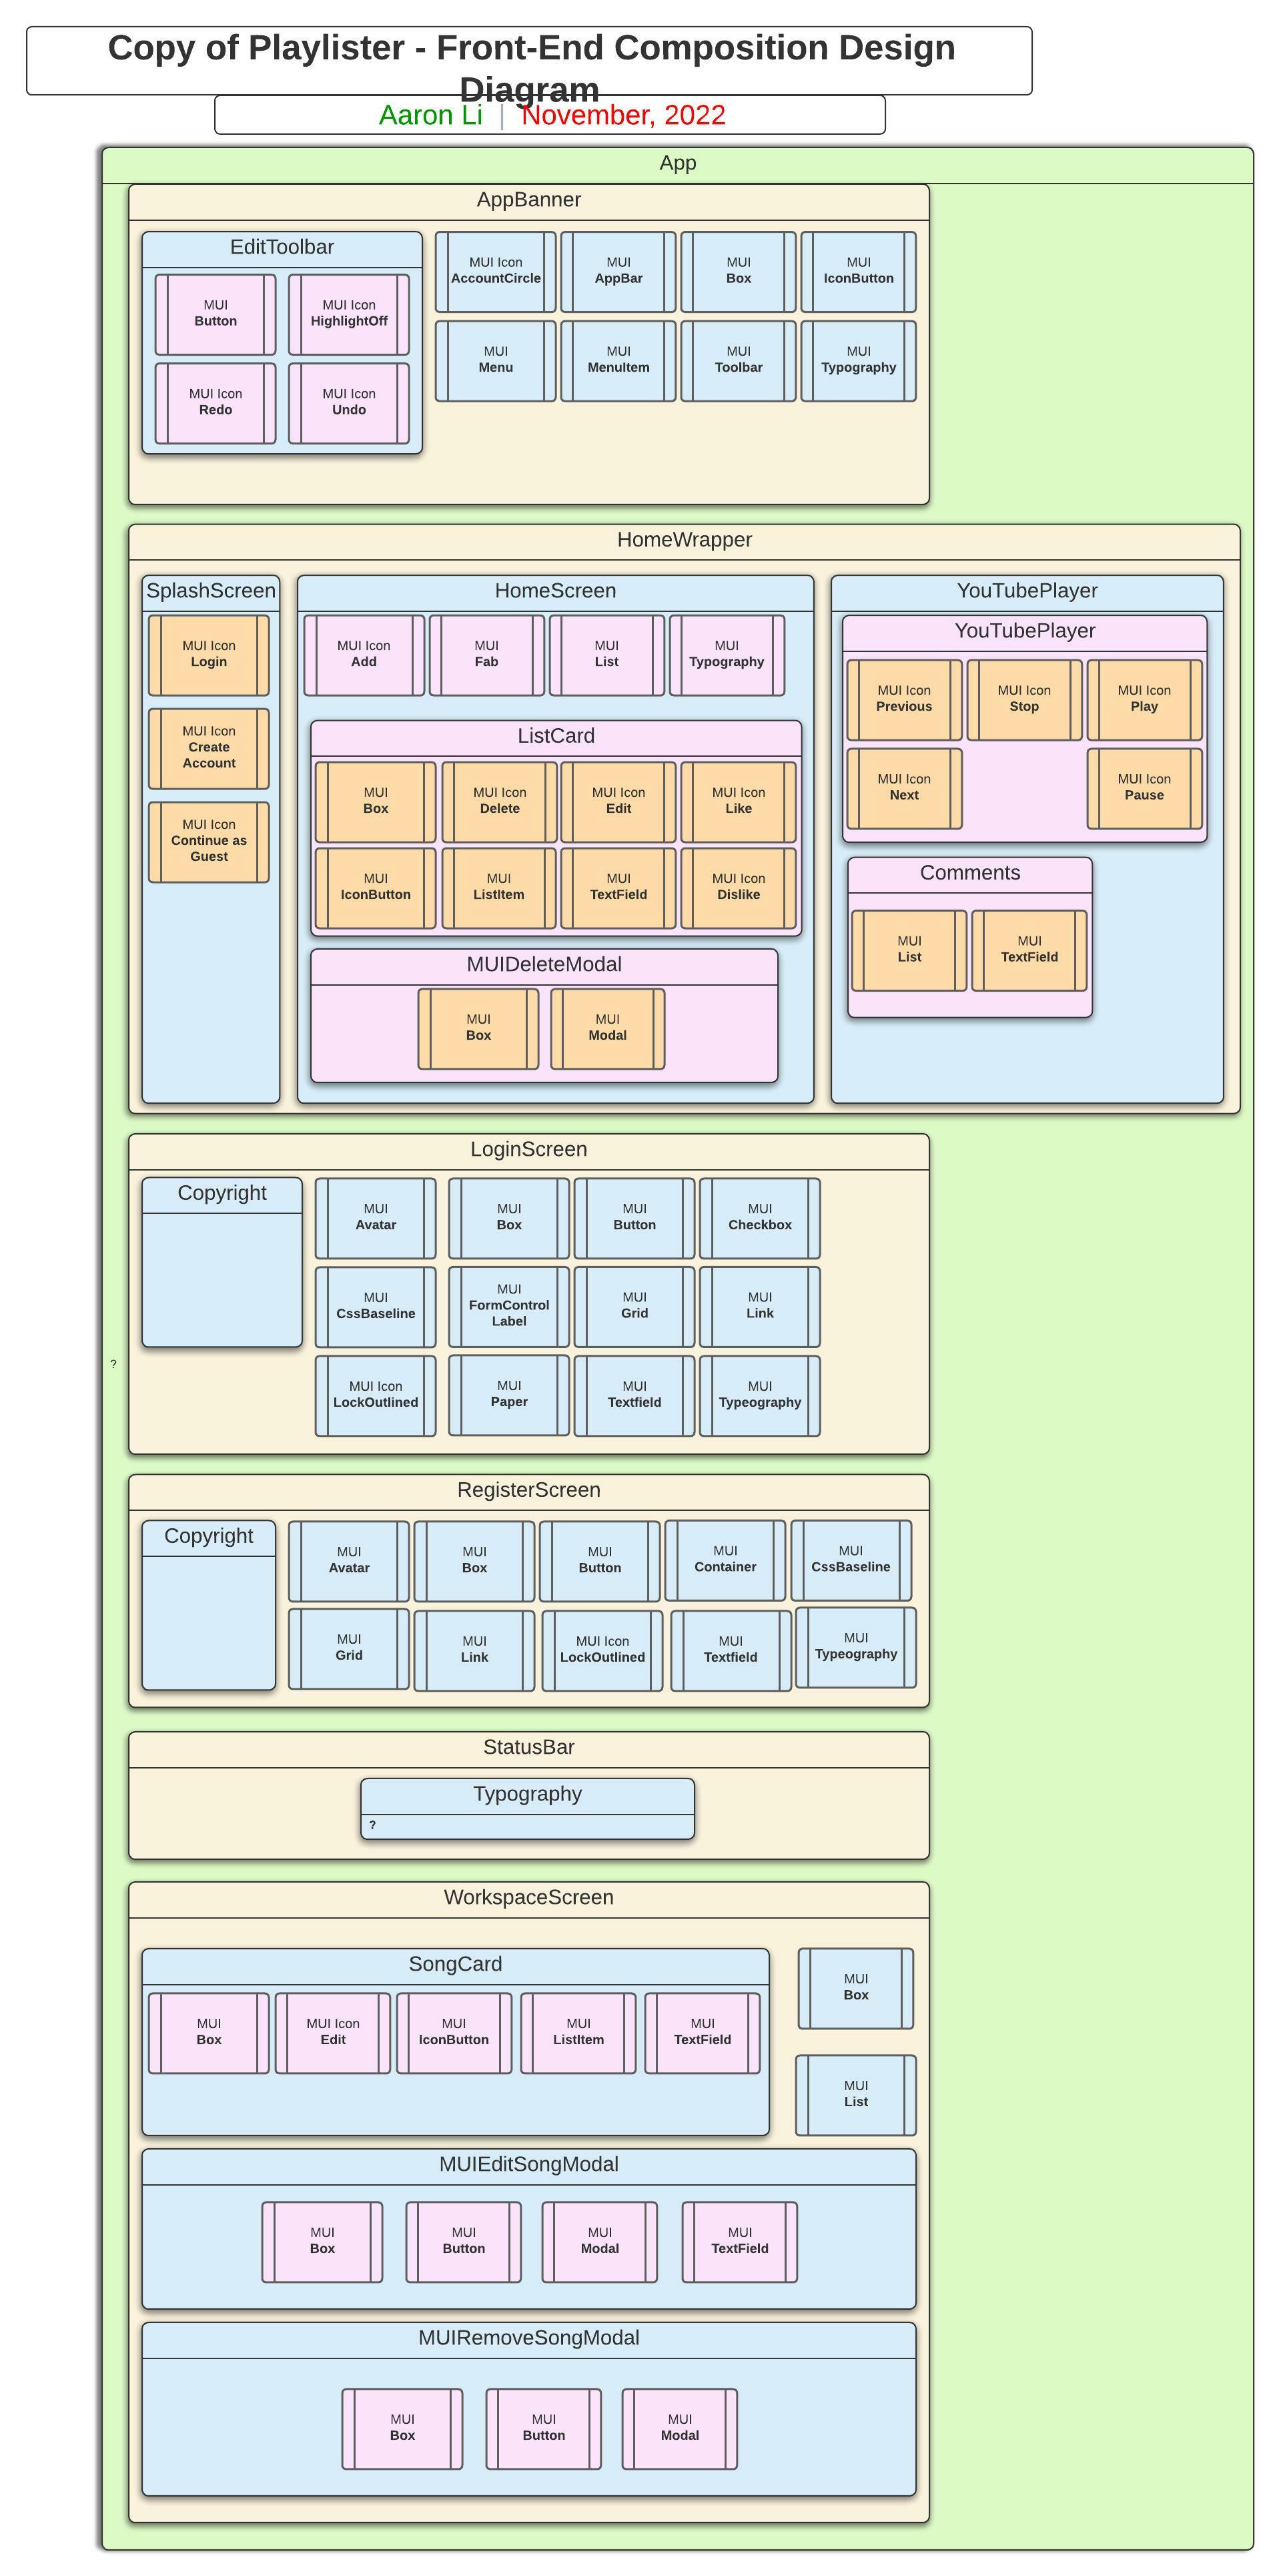 Copy of Playlister - Front-End Composition Design
Diagram
Aaron Li | November, 2022
App
AppBanner
EditToolbar
MUI
Button
MUI Icon
HighlightOff
MUI Icon
Redo
MUI Icon
Undo
MUI Icon
AccountCircle
MUI
AppBar
MUI
Box
MUI
IconButton
MUI
Menu
MUI
MenuItem
MUI
Toolbar
MUI
Typography
HomeWrapper
SplashScreen
MUI Icon
Login
MUI Icon
Create
Account
MUI Icon
Continue as
Guest
HomeScreen
MUI Icon
Add
MUI
Fab
MUI
List
MUI
Typography
ListCard
MUI
Box
MUI Icon
Delete
MUI Icon
Edit
MUI Icon
Like
MUI
IconButton
MUI
ListItem
MUI
TextField
MUI Icon
Dislike
MUIDeleteModal
MUI
Box
MUI
Modal
YouTubePlayer
YouTubePlayer
MUI Icon
Previous
MUI Icon
Stop
MUI Icon
Play
MUI Icon
Next
MUI Icon
Pause
Comments
MUI
List
MUI
TextField
LoginScreen
Copyright
MUI
Avatar
MUI
Box
MUI
Button
MUI
Checkbox
MUI
CssBaseline
MUI
FormControl
Label
MUI
Grid
MUI
Link
MUI Icon
LockOutlined
MUI
Paper
MUI
Textfield
MUI
Typeography
?
RegisterScreen
Copyright
MUI
Avatar
MUI
Box
MUI
Button
MUI
Container
MUI
CssBaseline
MUI
Grid
MUI
Link
MUI Icon
LockOutlined
MUI
Textfield
MUI
Typeography
StatusBar
Typography
?
WorkspaceScreen
SongCard
MUI
Box
MUI Icon
Edit
MUI
IconButton
MUI
ListItem
MUI
TextField
MUI
Box
MUI
List
MUIEditSongModal
MUI
Box
MUI
Button
MUI
Modal
MUI
TextField
MUIRemoveSongModal
MUI
Box
MUI
Button
MUI
Modal